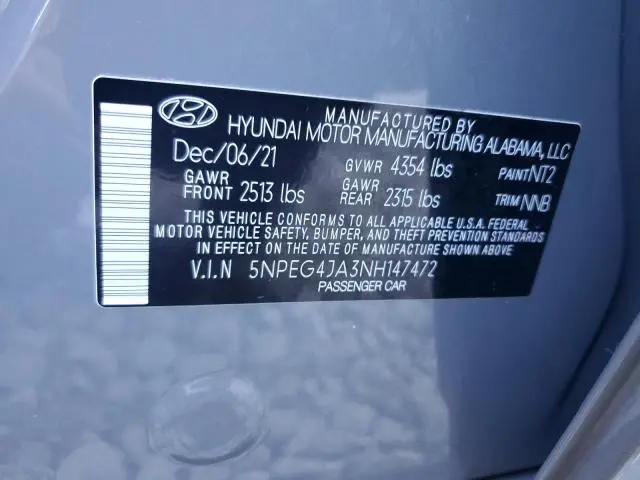 MANUFACTURED BY
HYUNDAI MOTOR MANUFACTURING ALABAMA, LLC
Dec/06/21 GVWR 4354 lbs PAINT NT2
GAWR FRONT 2513 lbs GAWR REAR 2315 lbs TRIM NNB
THIS VEHICLE CONFORMS TO ALL APPLICABLE U.S.A. FEDERAL
MOTOR VEHICLE SAFETY, BUMPER, AND THEFT PREVENTION STANDARDS
IN EFFECT ON THE DATE OF MANUFACTURE SHOWN ABOVE
V.I.N 5NPEG4JA3NH147472
PASSENGER CAR